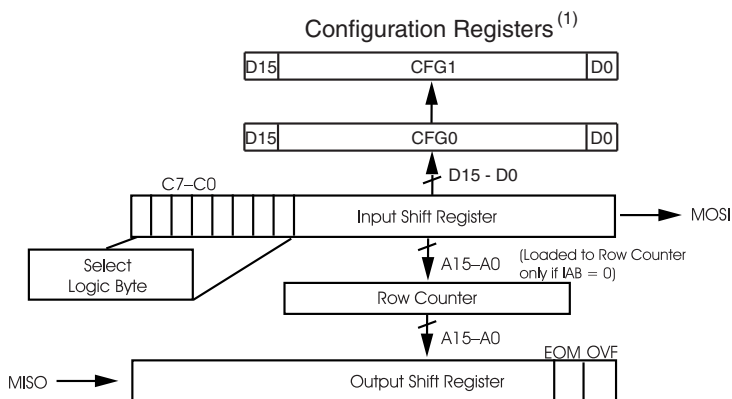 Configuration Registers(1)
D15 CFG1 D0
D15 CFG0 D0
C7–C0
D15 - D0
Input Shift Register
MOSI
Select
Logic Byte
A15–A0
(Loaded to Row Counter
only if IAB = 0)
Row Counter
A15–A0
EOM OVF
MISO
Output Shift Register